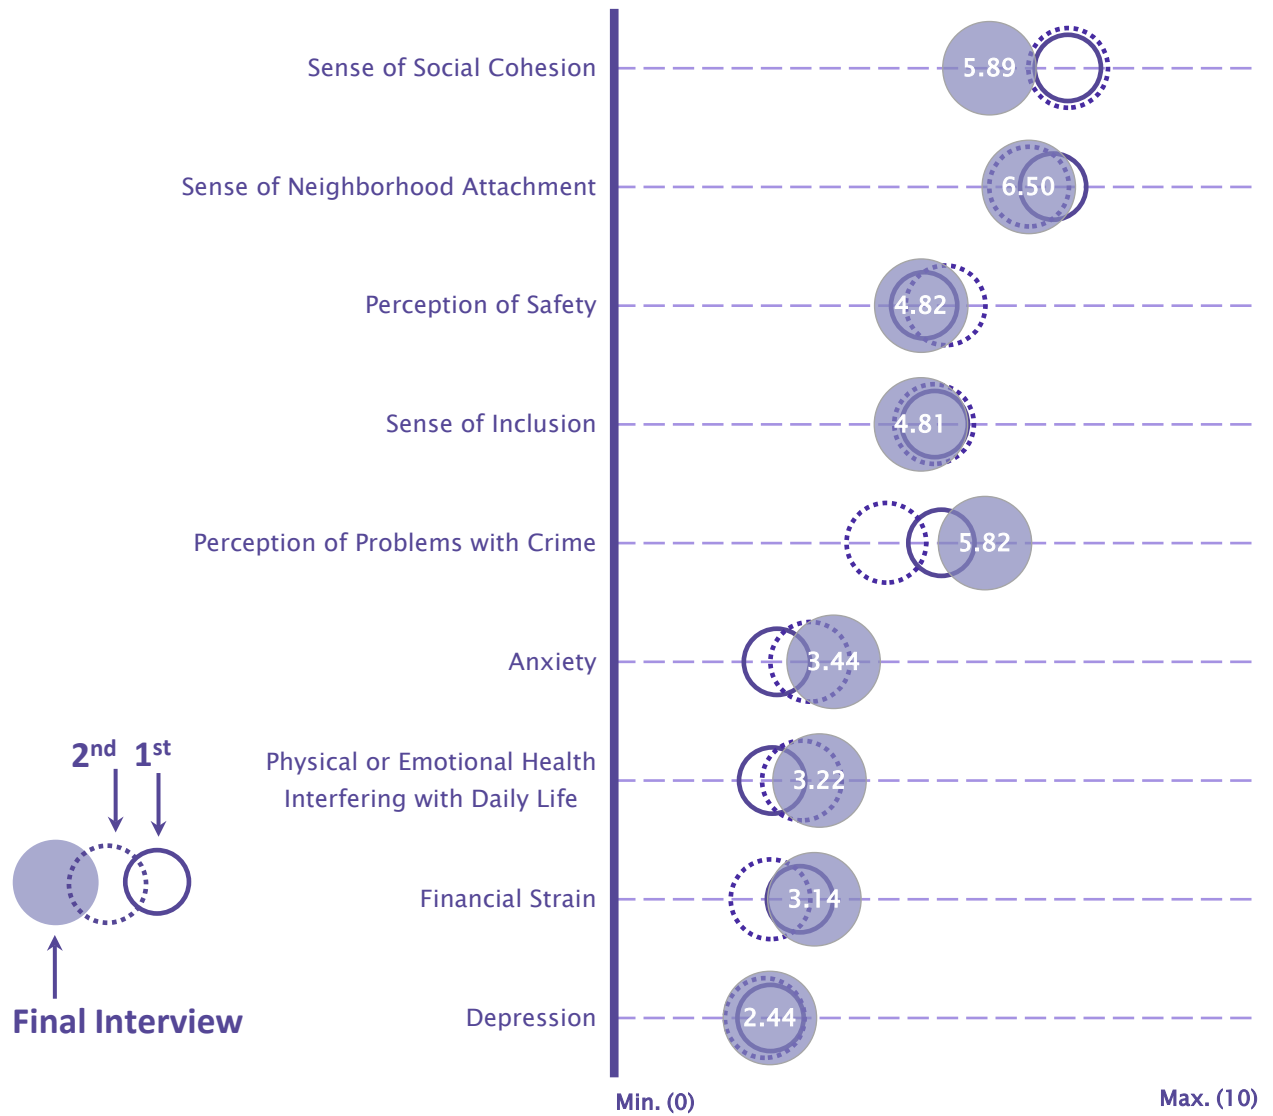 Sense of Social Cohesion
5.89
Sense of Neighborhood Attachment
6.50
Perception of Safety
4.82
Sense of Inclusion
4.81
Perception of Problems with Crime
5.82
Anxiety
3.44
2nd 1st
Physical or Emotional Health
Interfering with Daily Life
3.22
Financial Strain
3.14
Final Interview
Depression
2.44
Min. (0)
Max. (10)